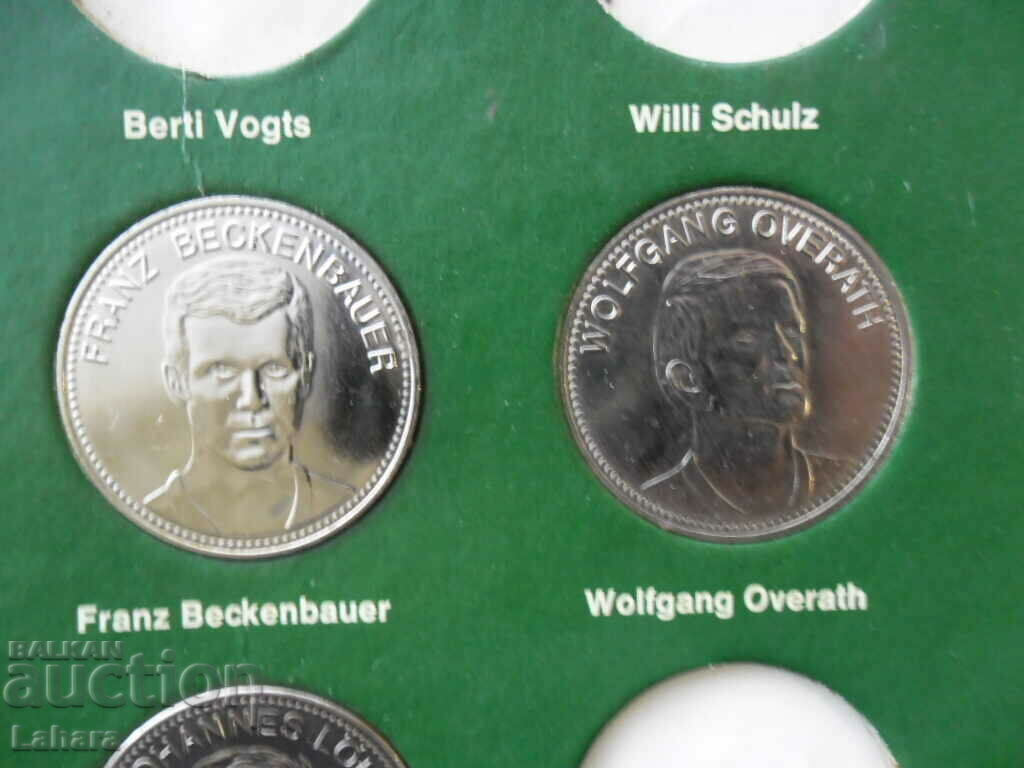 Berti Vogts
Willi Schulz
FRANZ BECKENBAUER
WOLFGANG OVERATH
Franz Beckenbauer
Wolfgang Overath
BALKAN
auction
Lahara